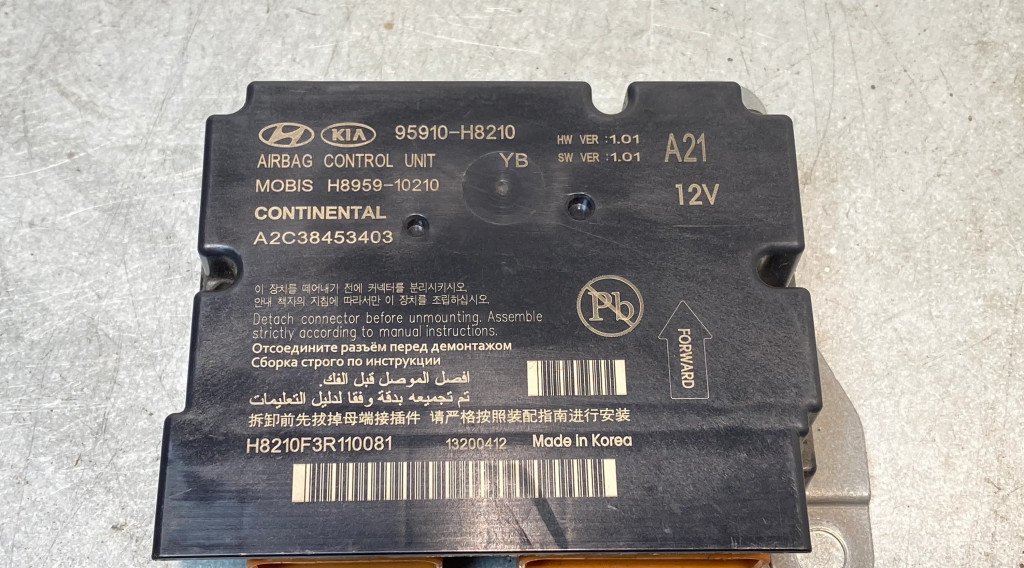 KIA 95910-H8210
HW VER :1.01
SW VER :1.01
A21
AIRBAG CONTROL UNIT YB
MOBIS H8959-10210
12V
CONTINENTAL
A2C38453403
이 장치를 떼어내기 전에 커넥터를 분리시키시오.
안내 책자의 지침에 따라서만 이 장치를 조립하십시오.
Detach connector before unmounting. Assemble
strictly according to manual instructions.
Отсоедините разъём перед демонтажом
Сборка строго по инструкции
افصل الموصل قبل الفك.
تم تجميعه بدقة وفقا لدليل التعليمات
拆卸前先拔掉母端接插件 请严格按照装配指南进行安装
Pb
FORWARD
H8210F3R110081 13200412 Made in Korea